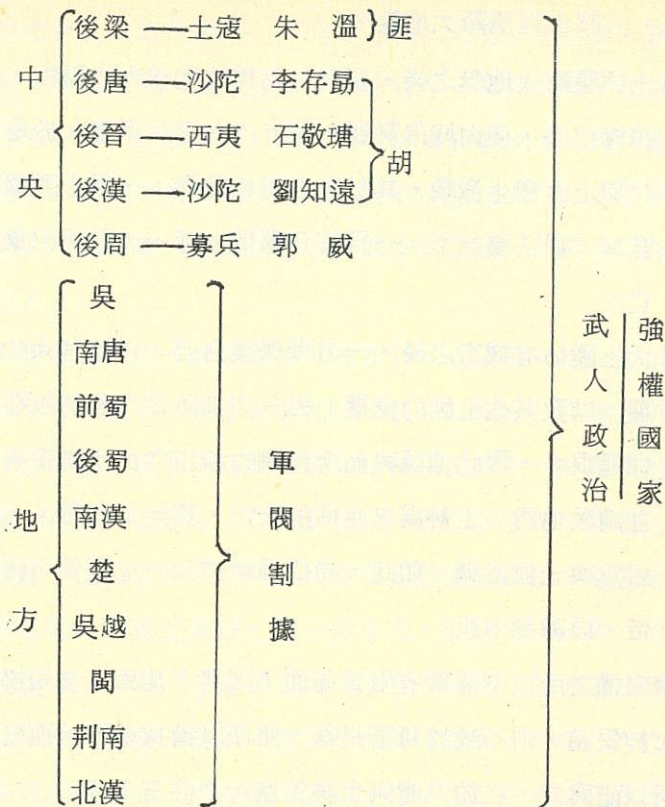 中央
後梁——土寇 朱溫}匪
後唐——沙陀 李存勗
後晉——西夷 石敬瑭
胡
後漢——沙陀 劉知遠
後周——募兵 郭威
地方
吳
南唐
前蜀
後蜀
南漢
楚
吳越
閩
荆南
北漢
軍閥割據
武人政治
強權國家